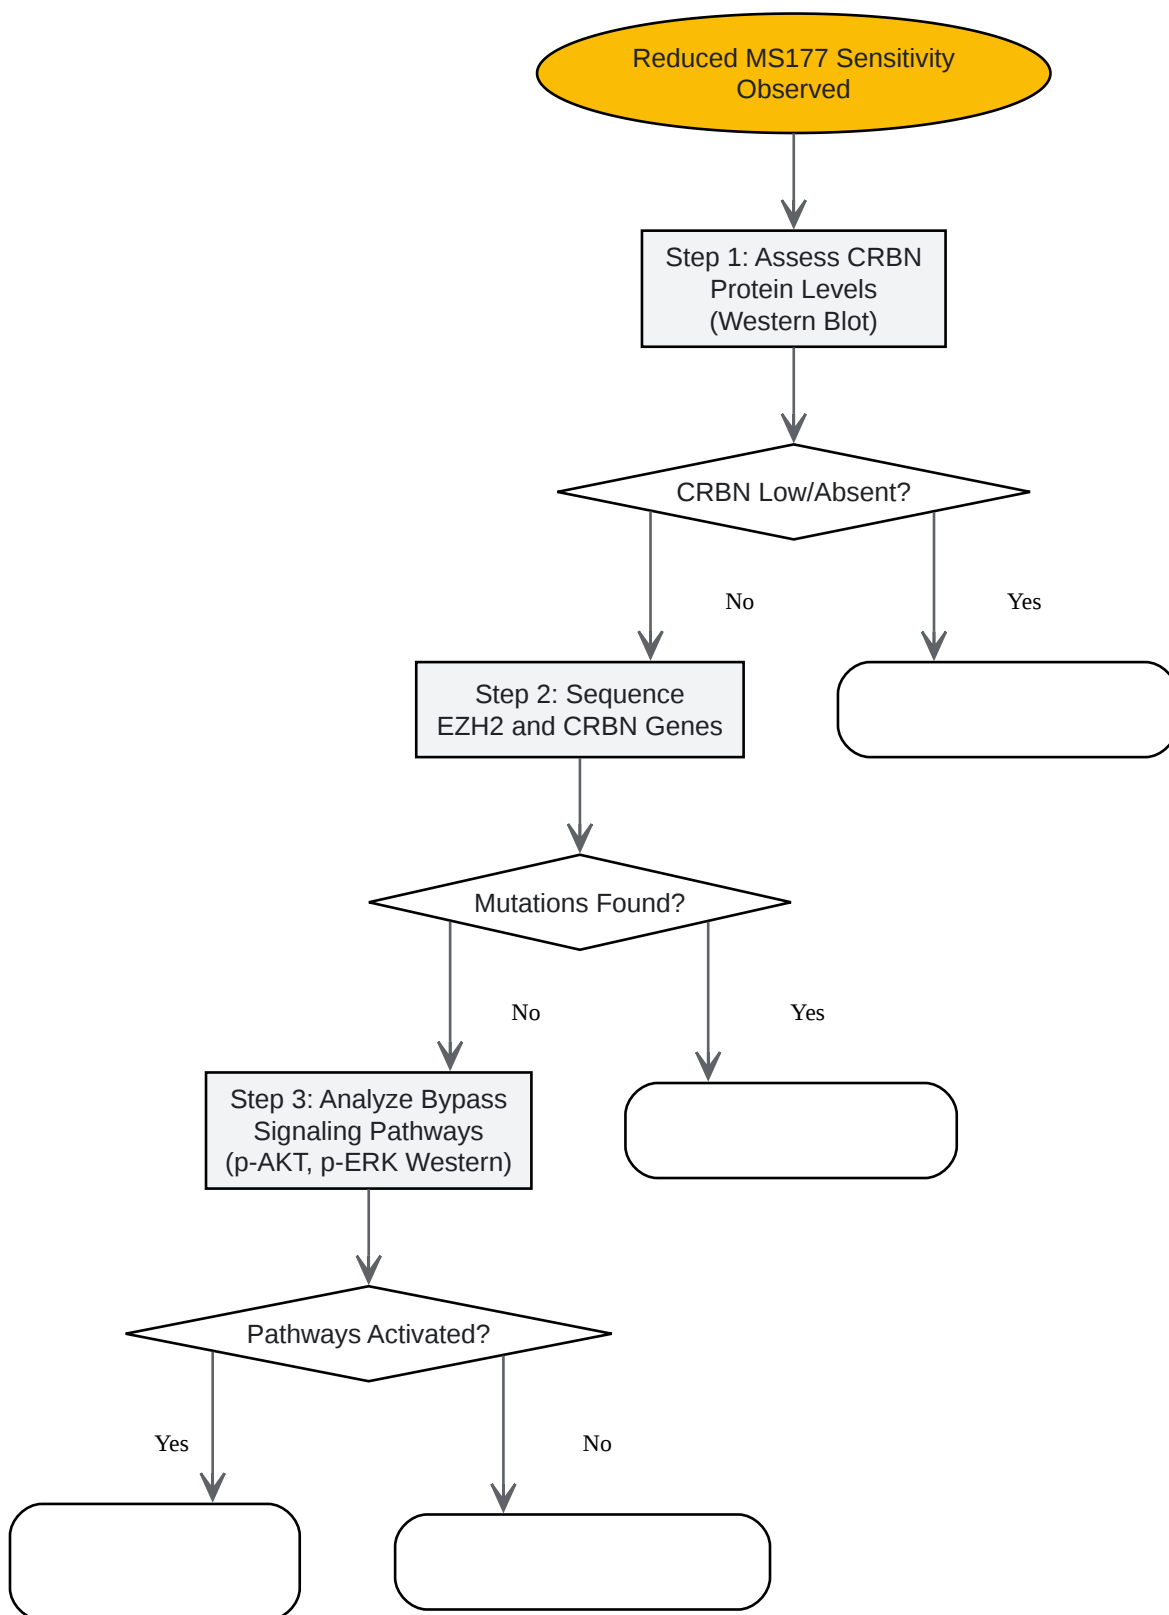 Reduced MS177 Sensitivity
Observed
Step 1: Assess CRBN
Protein Levels
(Western Blot)
CRBN Low/Absent?
No
Yes
Step 2: Sequence
EZH2 and CRBN Genes
Mutations Found?
No
Yes
Step 3: Analyze Bypass
Signaling Pathways
(p-AKT, p-ERK Western)
Pathways Activated?
Yes
No